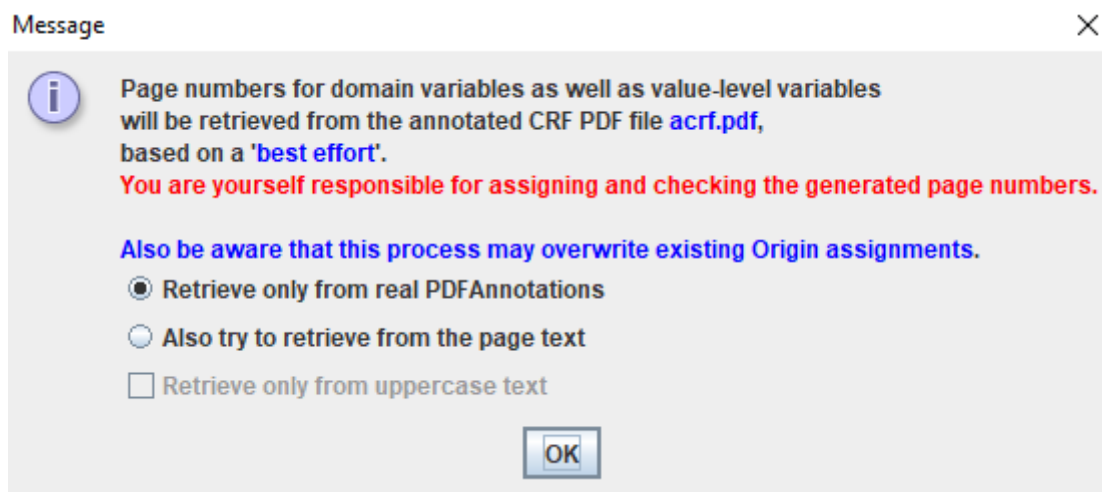 Message
Page numbers for domain variables as well as value-level variables
will be retrieved from the annotated CRF PDF file acrf.pdf,
based on a 'best effort'.
You are yourself responsible for assigning and checking the generated page numbers.
Also be aware that this process may overwrite existing Origin assignments.
Retrieve only from real PDFAnnotations
Also try to retrieve from the page text
Retrieve only from uppercase text
OK